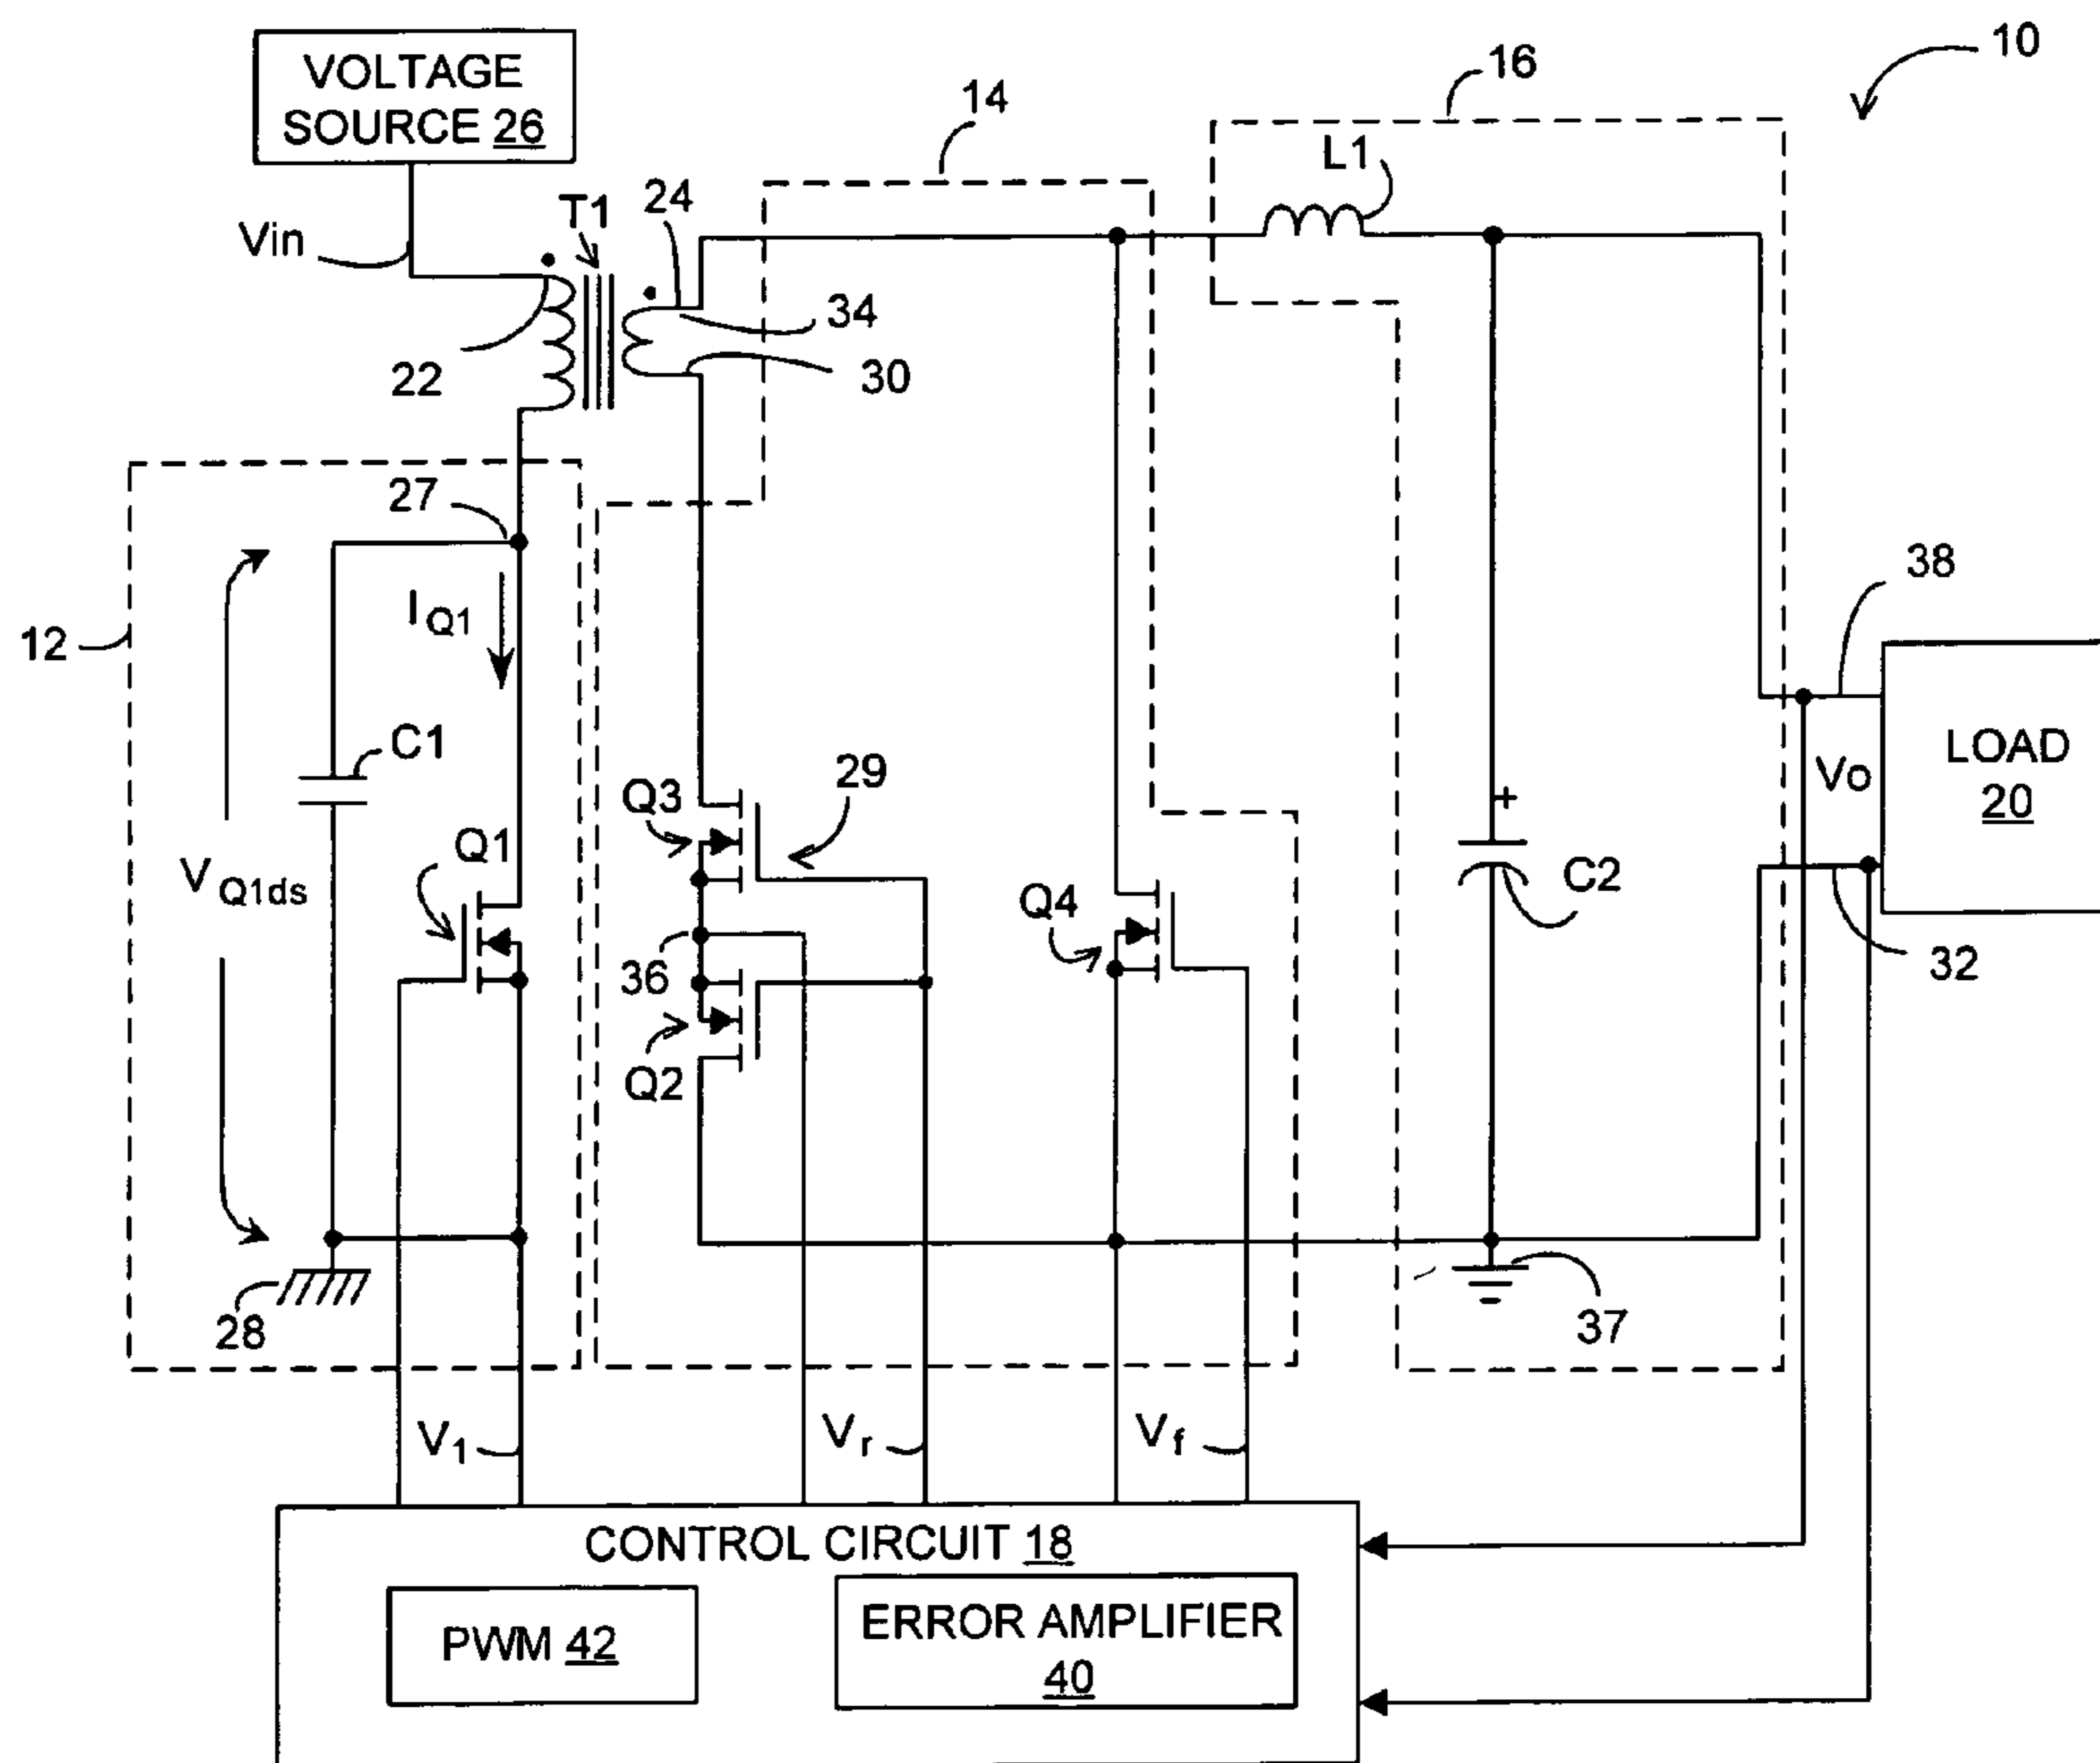 VOLTAGE
SOURCE 26
10
16
14
L1
T1
24
Vin
34
22
30
27
38
I Q1
12
C1
LOAD
20
Vo
Q3
29
Q1
V Q1ds
C2
Q4
36
32
Q2
28
37
V1
Vr
Vf
CONTROL CIRCUIT 18
ERROR AMPLIFIER
40
PWM 42
+